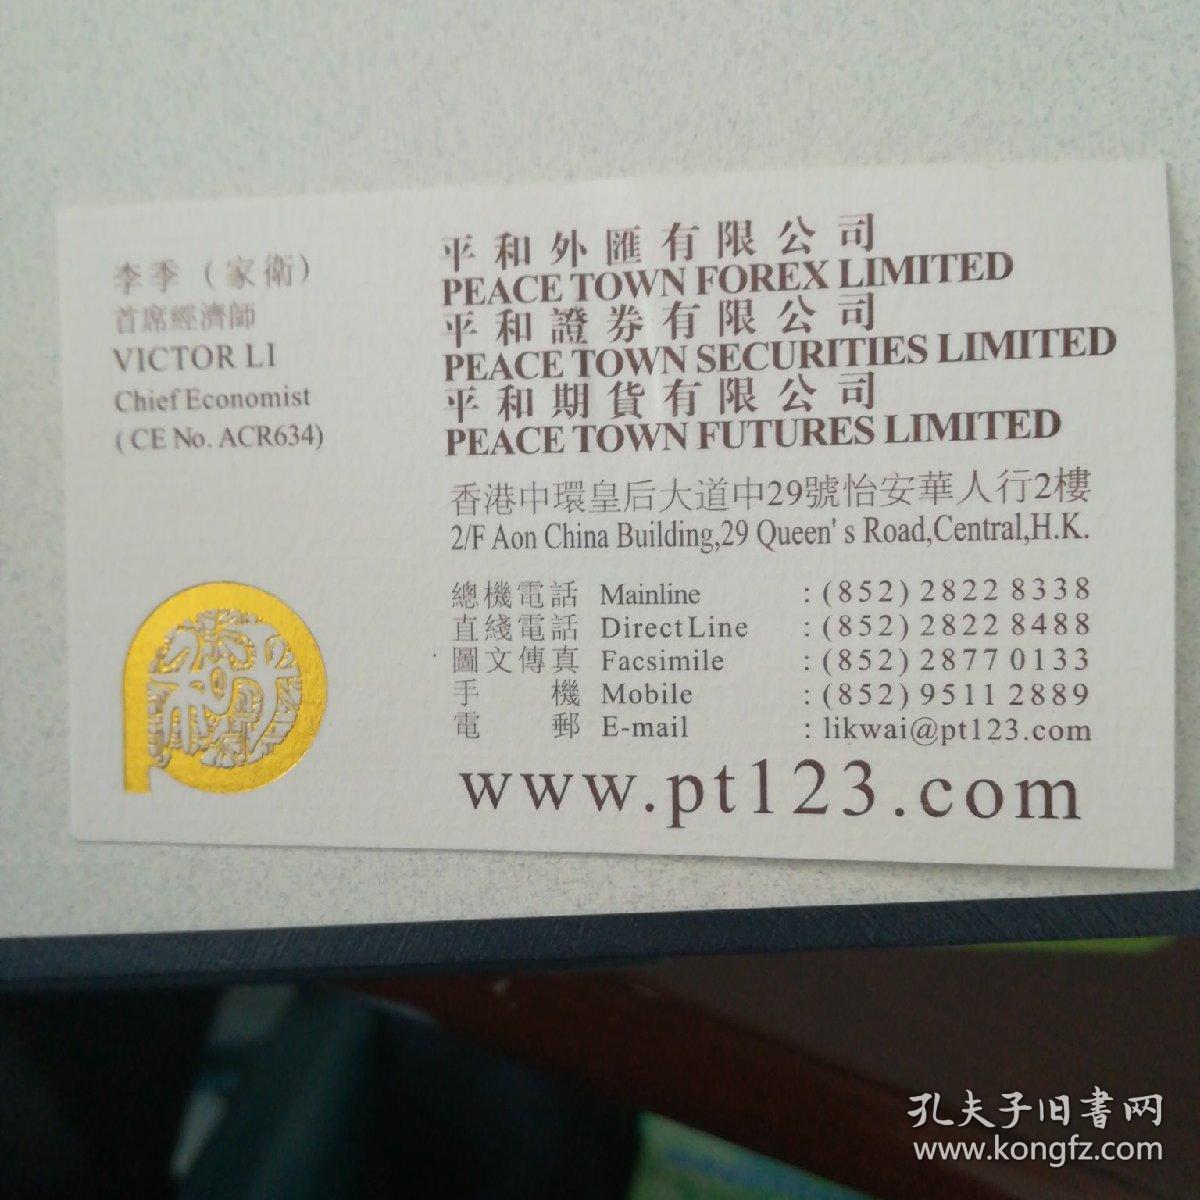 李季（家衛）
首席經濟師
VICTOR LI
Chief Economist
( CE No. ACR634)
平和外匯有限公司
PEACE TOWN FOREX LIMITED
平和證券有限公司
PEACE TOWN SECURITIES LIMITED
平和期貨有限公司
PEACE TOWN FUTURES LIMITED
香港中環皇后大道中29號怡安華人行2樓
2/F Aon China Building,29 Queen' s Road,Central,H.K.
總機電話 Mainline : (852) 2822 8338
直綫電話 Direct Line : (852) 2822 8488
圖文傳真 Facsimile : (852) 2877 0133
手機 Mobile : (852) 9511 2889
電郵 E-mail : likwai@pt123.com
www.pt123.com
孔夫子旧書网
www.kongfz.com